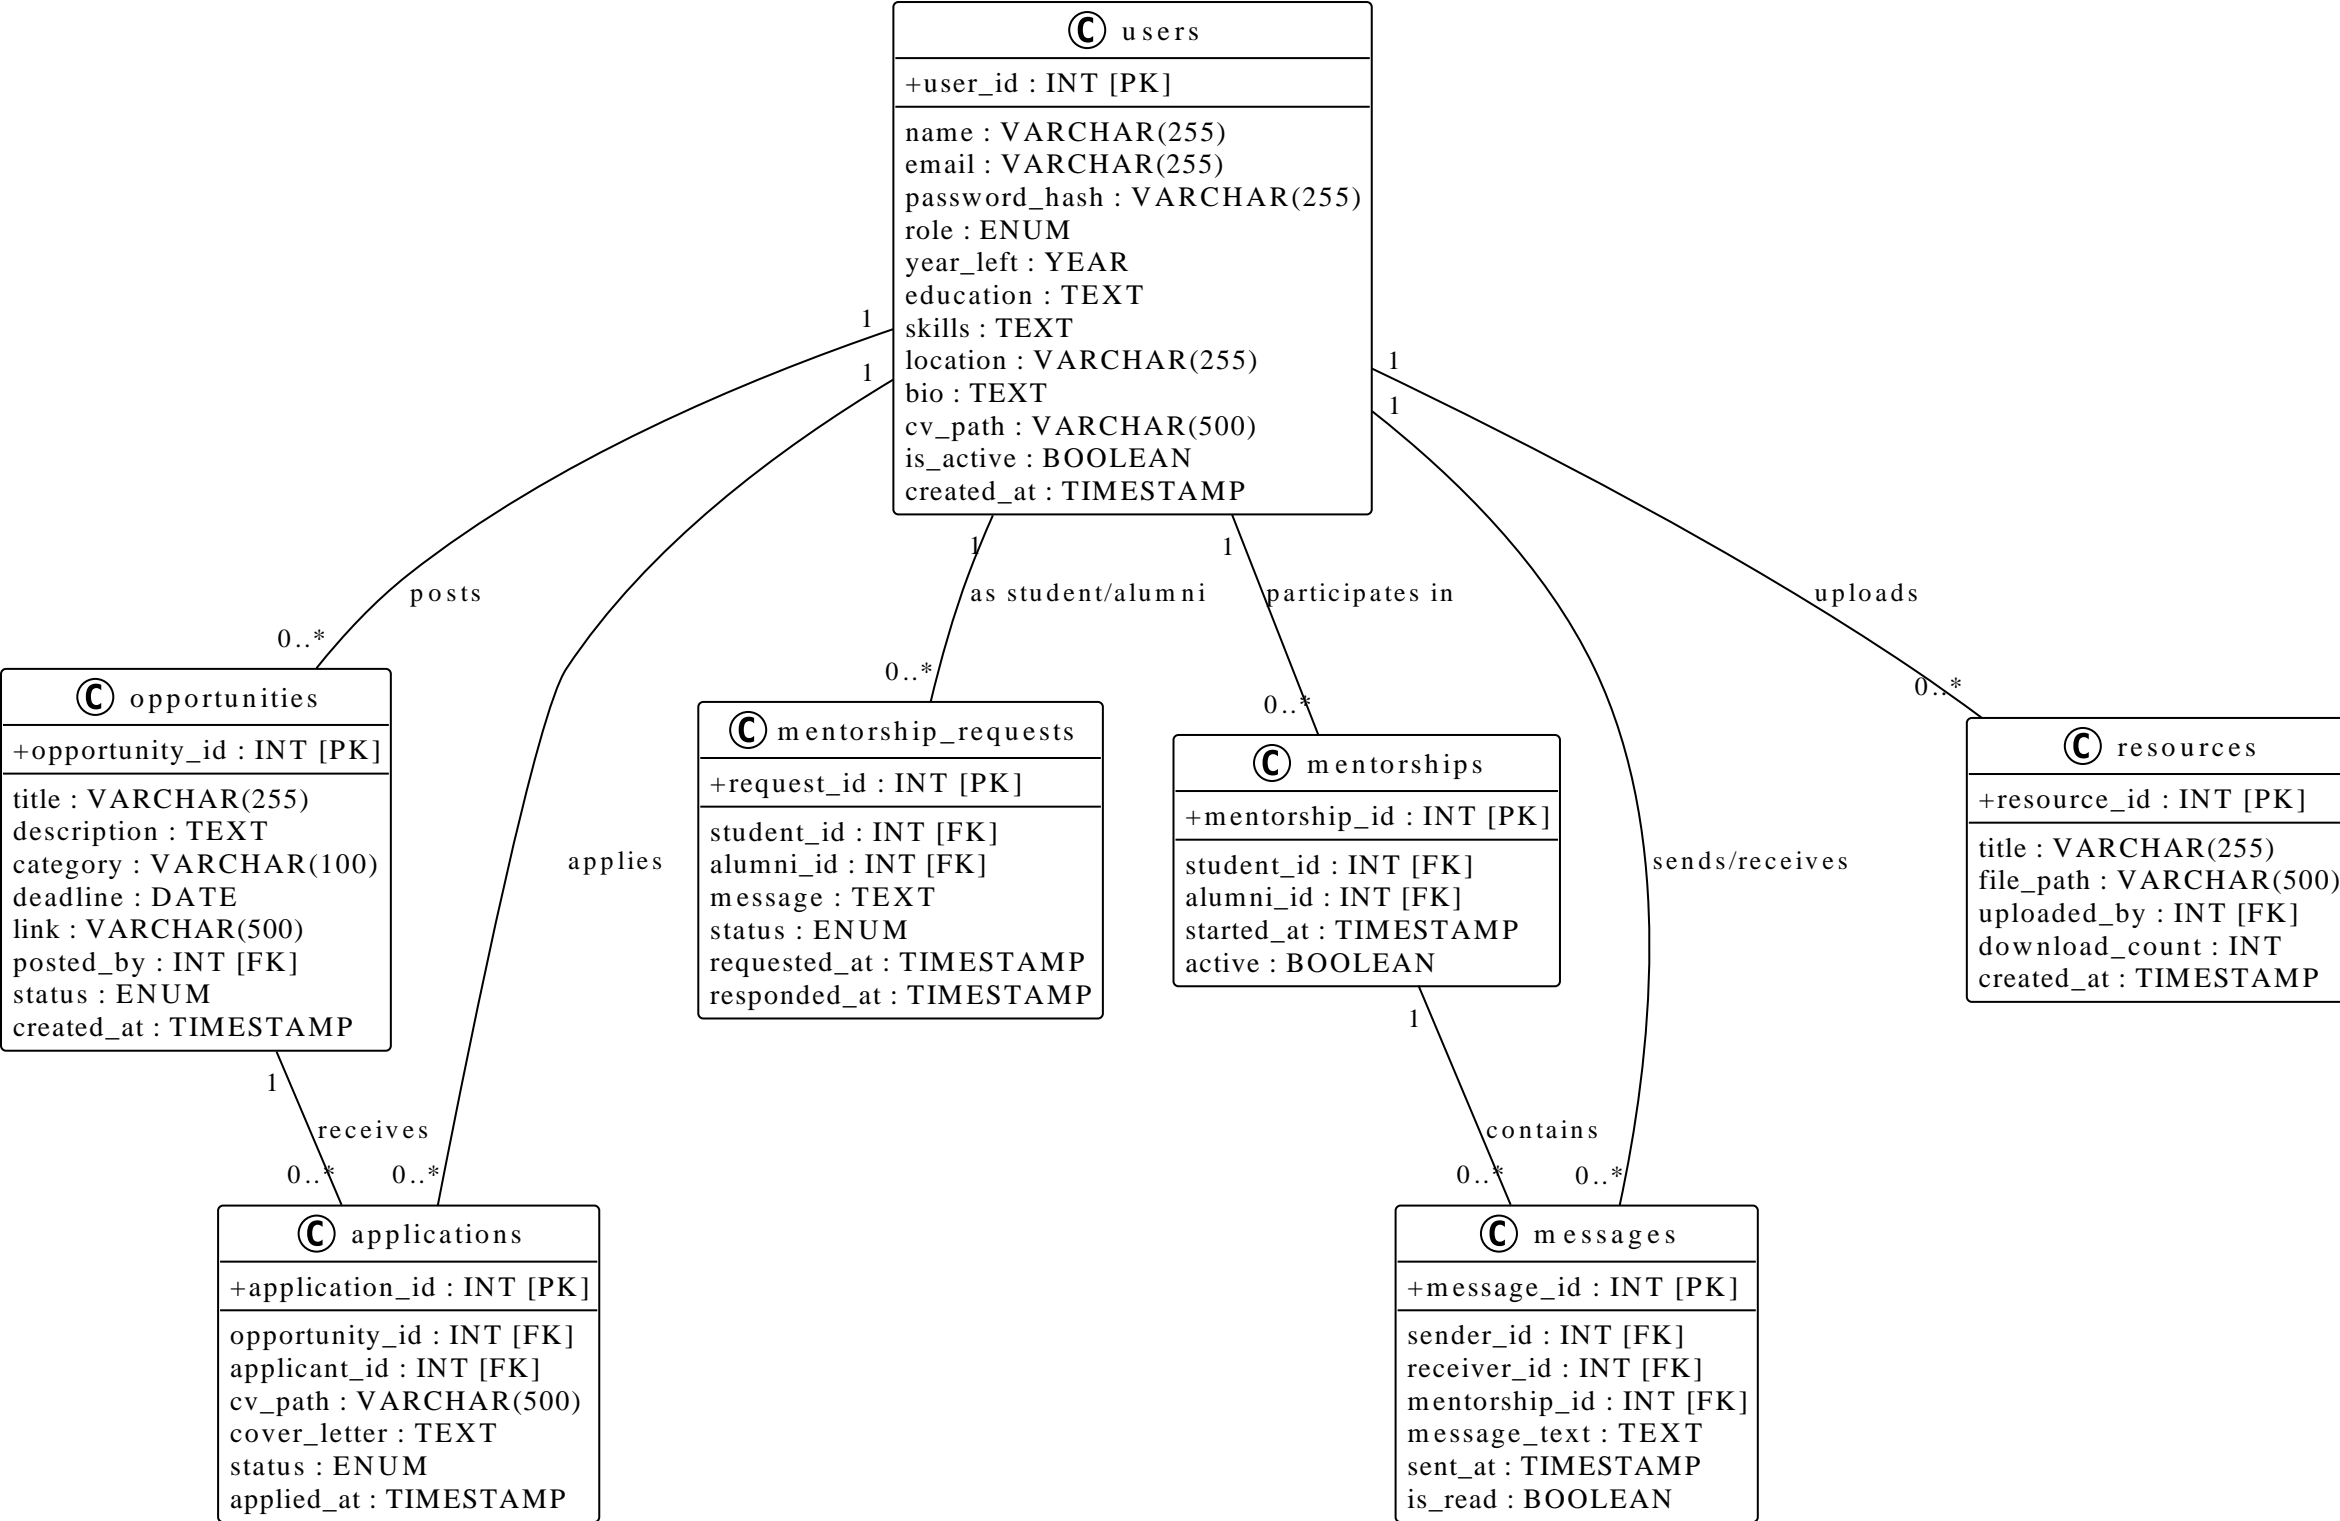 C users
+user_id : INT [PK]
name : VARCHAR(255)
email : VARCHAR(255)
password_hash : VARCHAR(255)
role : ENUM
year_left : YEAR
education : TEXT
skills : TEXT
location : VARCHAR(255)
bio : TEXT
cv_path : VARCHAR(500)
is_active : BOOLEAN
created_at : TIMESTAMP
1
1
1
1
1
1
posts
as student/alumni
participates in
uploads
0..*
0..*
0..*
0..*
C opportunities
+opportunity_id : INT [PK]
title : VARCHAR(255)
description : TEXT
category : VARCHAR(100)
deadline : DATE
link : VARCHAR(500)
posted_by : INT [FK]
status : ENUM
created_at : TIMESTAMP
applies
C mentorship_requests
+request_id : INT [PK]
student_id : INT [FK]
alumni_id : INT [FK]
message : TEXT
status : ENUM
requested_at : TIMESTAMP
responded_at : TIMESTAMP
C mentorships
+mentorship_id : INT [PK]
student_id : INT [FK]
alumni_id : INT [FK]
started_at : TIMESTAMP
active : BOOLEAN
sends/receives
C resources
+resource_id : INT [PK]
title : VARCHAR(255)
file_path : VARCHAR(500)
uploaded_by : INT [FK]
download_count : INT
created_at : TIMESTAMP
1
receives
0..*
0..*
1
contains
0..*
0..*
C applications
+application_id : INT [PK]
opportunity_id : INT [FK]
applicant_id : INT [FK]
cv_path : VARCHAR(500)
cover_letter : TEXT
status : ENUM
applied_at : TIMESTAMP
C messages
+message_id : INT [PK]
sender_id : INT [FK]
receiver_id : INT [FK]
mentorship_id : INT [FK]
message_text : TEXT
sent_at : TIMESTAMP
is_read : BOOLEAN